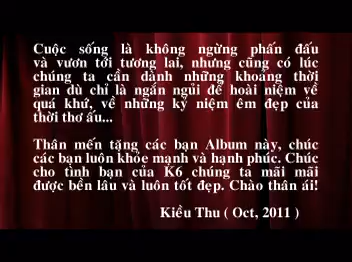 Cuộc sống là không ngừng phấn đấu
và vươn tới tương lai, nhưng cũng có lúc
chúng ta cần dành những khoảng thời
gian dù chỉ là ngắn ngủi để hoài niệm về
quá khứ, về những kỷ niệm êm đẹp của
thời thơ ấu...
Thân mến tặng các bạn Album này, chúc
các bạn luôn khỏe mạnh và hạnh phúc. Chúc
cho tình bạn của K6 chúng ta mãi mãi
được bền lâu và luôn tốt đẹp. Chào thân ái!
Kiều Thu ( Oct, 2011 )